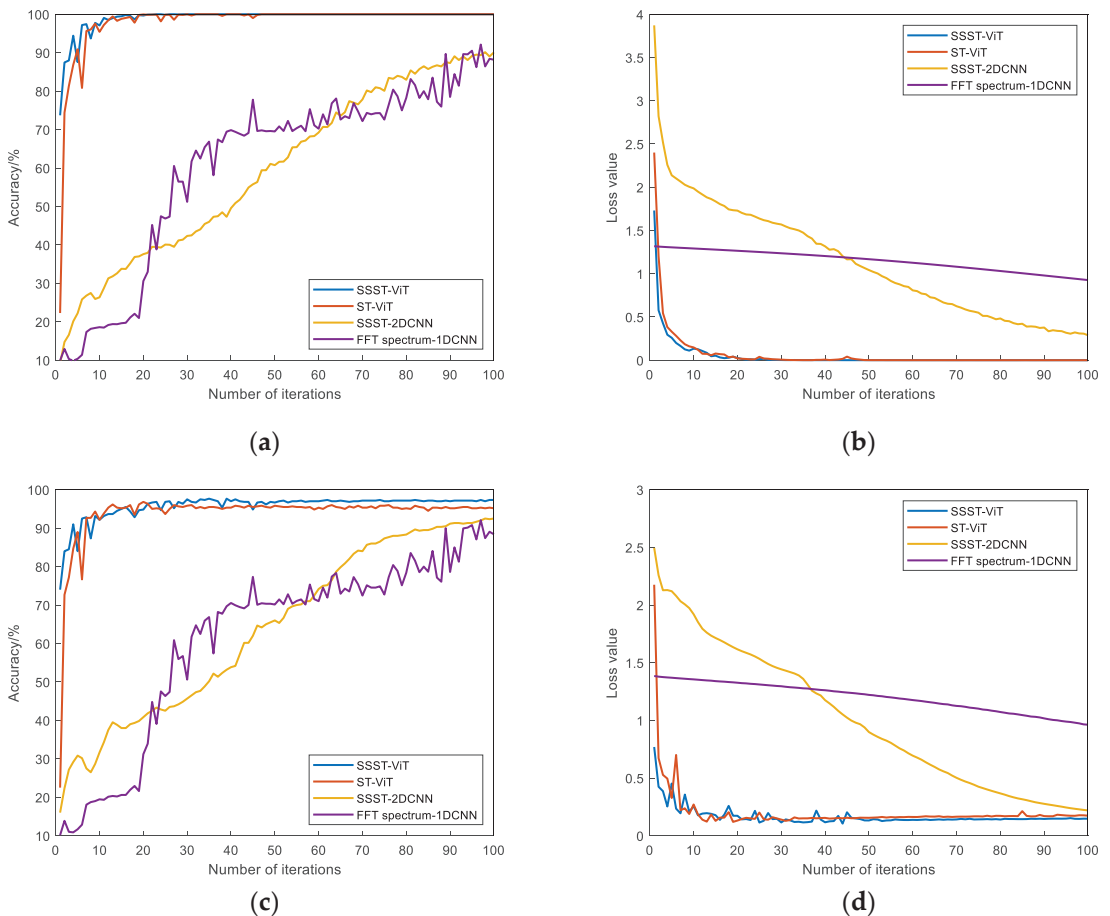 100
90
80
70
60
50
40
30
20
10
Accuracy/%
SSST-ViT
ST-ViT
SSST-2DCNN
FFT spectrum-1DCNN
0 10 20 30 40 50 60 70 80 90 100
Number of iterations
(a)
4
3.5
3
2.5
2
1.5
1
0.5
0
Loss value
SSST-ViT
ST-ViT
SSST-2DCNN
FFT spectrum-1DCNN
0 10 20 30 40 50 60 70 80 90 100
Number of iterations
(b)
100
90
80
70
60
50
40
30
20
10
Accuracy/%
SSST-ViT
ST-ViT
SSST-2DCNN
FFT spectrum-1DCNN
0 10 20 30 40 50 60 70 80 90 100
Number of iterations
(c)
3
2.5
2
1.5
1
0.5
0
Loss value
SSST-ViT
ST-ViT
SSST-2DCNN
FFT spectrum-1DCNN
0 10 20 30 40 50 60 70 80 90 100
Number of iterations
(d)